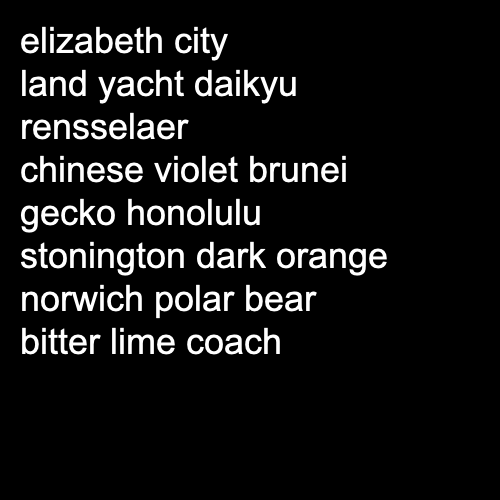 elizabeth city
land yacht daikyu
rensselaer
chinese violet brunei
gecko honolulu
stonington dark orange
norwich polar bear
bitter lime coach